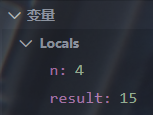 变量
Locals
n: 4
result: 15